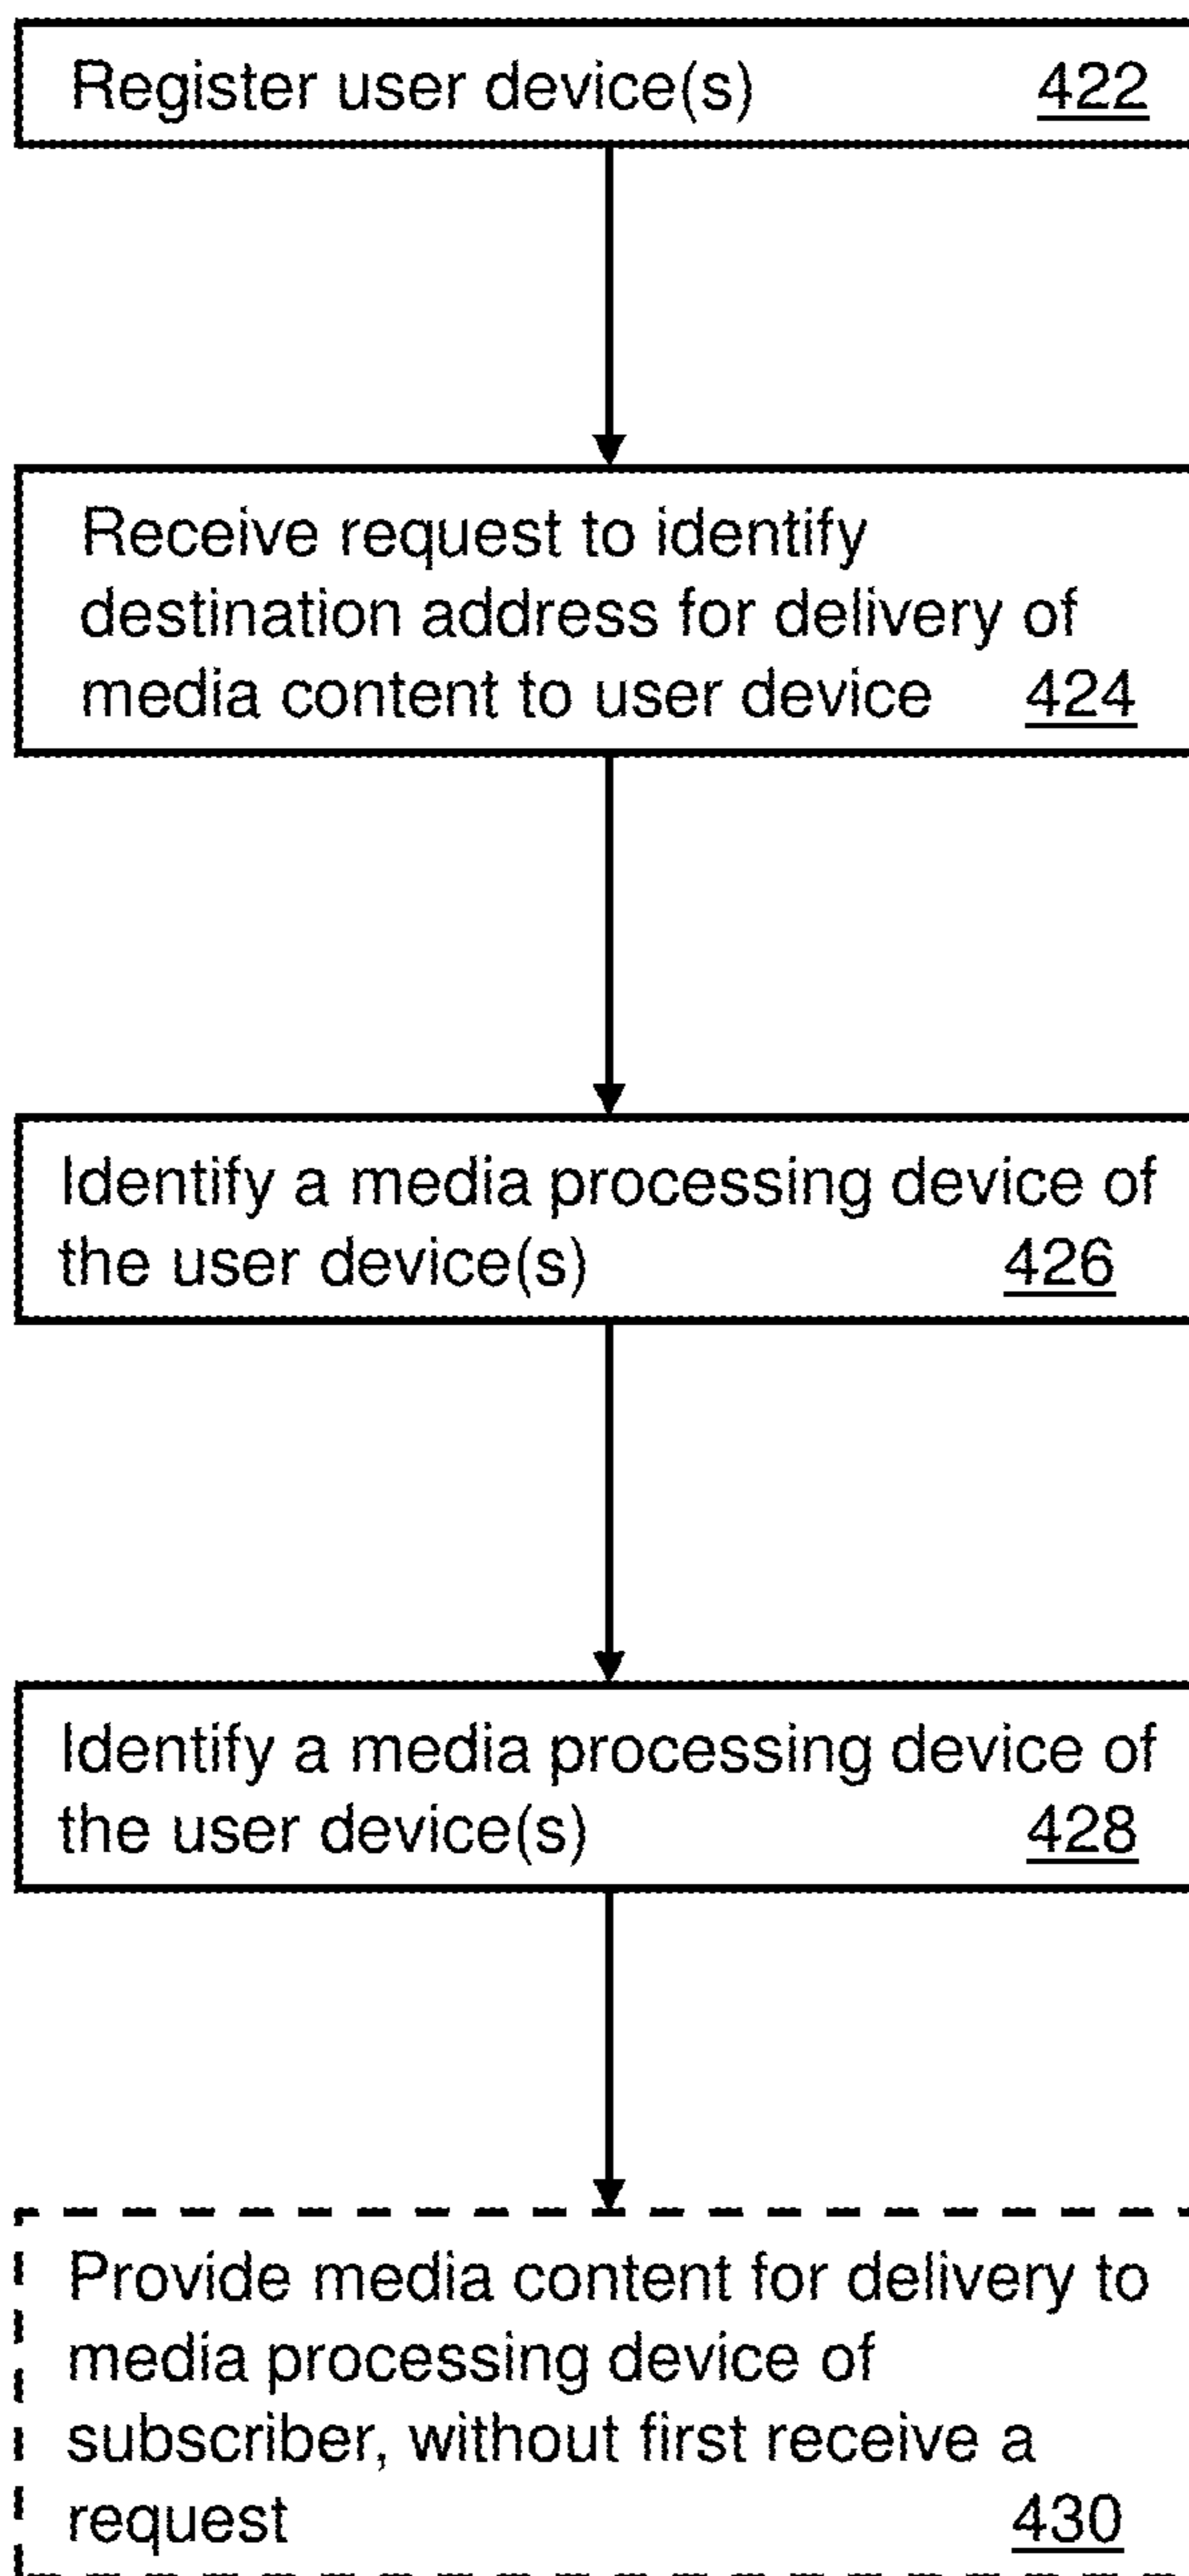 Register user device(s) 422
Receive request to identify
destination address for delivery of
media content to user device 424
Identify a media processing device of
the user device(s) 426
Identify a media processing device of
the user device(s) 428
Provide media content for delivery to
media processing device of
subscriber, without first receive a
request 430